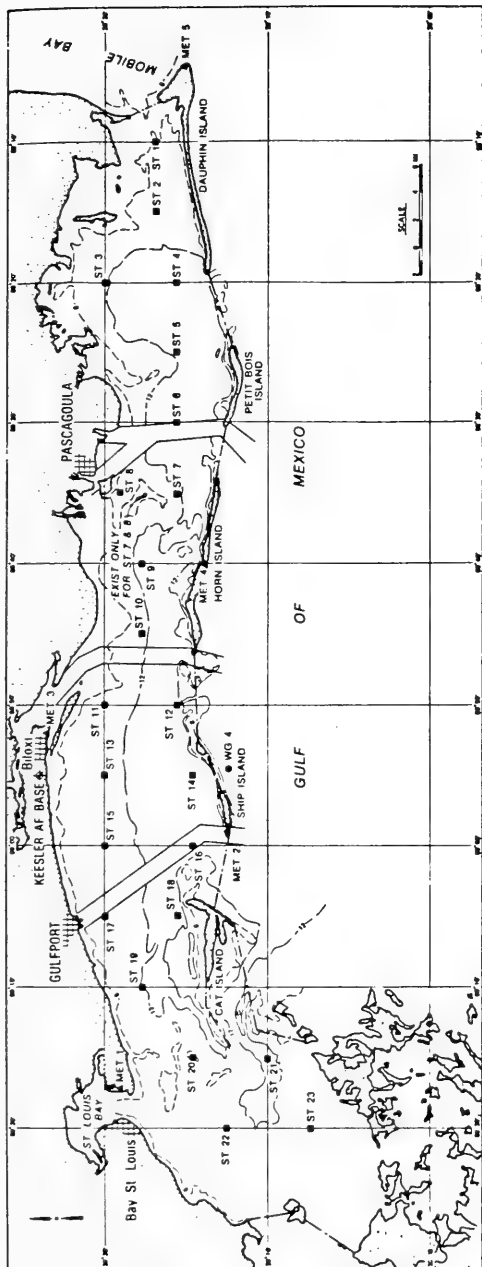 MOBILE
BAY
MET 5
ST 1
ST 2
DAUPHIN ISLAND
ST 3
ST 4
SCALE
ST 5
PETIT BOIS
ISLAND
PASCAGOULA
ST 6
ST 8
ST 7
EXIST ONLY
FOR ST 7 & 8
ST 9
MET 4
HORN ISLAND
ST 10
MET 3
ST 11
ST 12
Biloxi
KEESLER AF BASE
ST 13
ST 14
WG 4
SHIP ISLAND
GULF
OF
MEXICO
ST 15
ST 16
MET 2
GULFPORT
ST 17
ST 18
ST 19
CAT ISLAND
ST LOUIS
BAY
MET 1
ST 20
ST 21
Bay St Louis
ST 22
ST 23